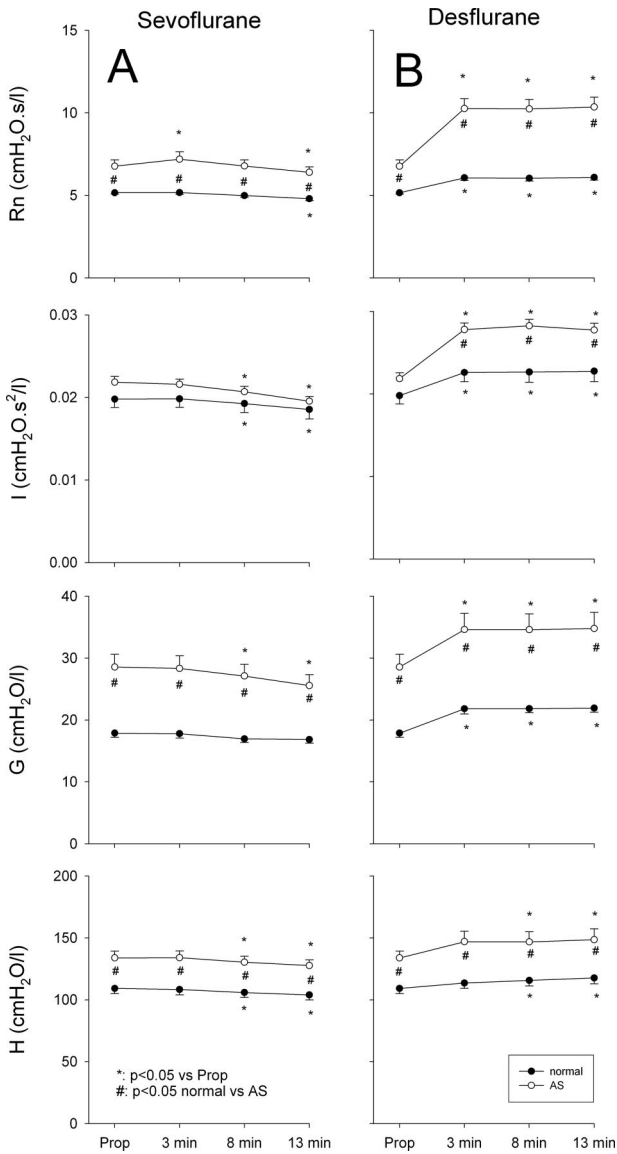 Sevoflurane
Desflurane
A
B
Rn (cmH₂O.s/l)
15
10
5
0
* *
# # # #
*
* * *
# # # #
* * *
I (cmH₂O.s²/l)
0.03
0.02
0.01
0.00
* *
* *
* * *
# # #
* * *
G (cmH₂O/l)
40
30
20
10
0
* *
# # # #
* * *
# # # #
* * *
H (cmH₂O/l)
200
150
100
50
0
* *
# # # #
* *
* *
# # # #
* *
*: p<0.05 vs Prop
#: p<0.05 normal vs AS
normal
AS
Prop 3 min 8 min 13 min
Prop 3 min 8 min 13 min